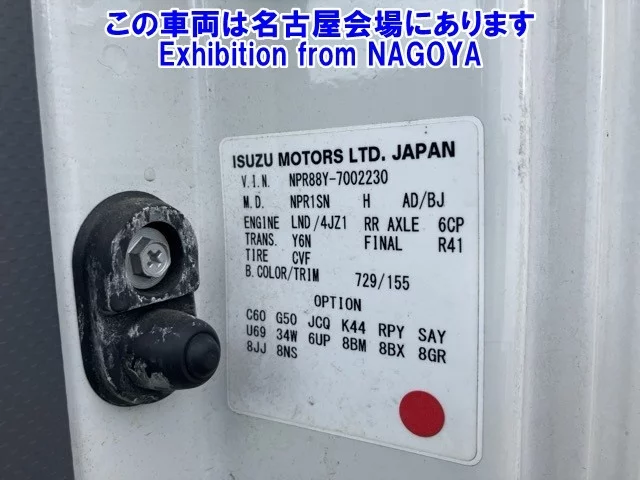 この車両は名古屋会場にあります
Exhibition from NAGOYA
ISUZU MOTORS LTD. JAPAN
V.I.N. NPR88Y-7002230
M.D. NPR1SN H AD/BJ
ENGINE LND/4JZ1 RR AXLE 6CP
TRANS. Y6N FINAL R41
TIRE CVF
B.COLOR/TRIM 729/155
OPTION
C60 G50 JCQ K44 RPY SAY
U69 34W 6UP 8BM 8BX 8GR
8JJ 8NS